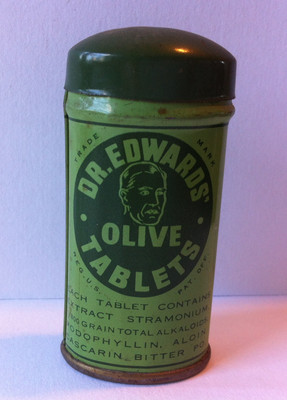 TRADE MARK
DR. EDWARDS'
OLIVE
TABLETS
REG. U.S. PAT. OFF.
EACH TABLET CONTAINS
EXTRACT STRAMONIUM
GRAIN TOTAL ALKALOIDS
PODOPHYLLIN, ALOIN,
CASCARIN BITTER